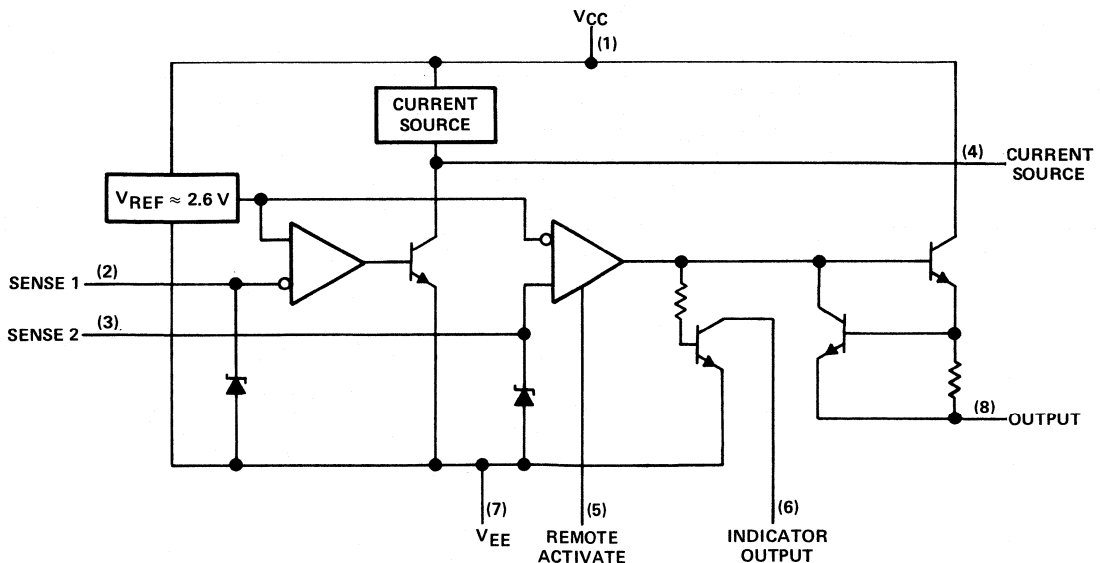 VCC
(1)
CURRENT
SOURCE
(4)
CURRENT
SOURCE
VREF ≈ 2.6 V
SENSE 1
(2)
SENSE 2
(3)
(8)
OUTPUT
(7)
VEE
(5)
REMOTE
ACTIVATE
(6)
INDICATOR
OUTPUT